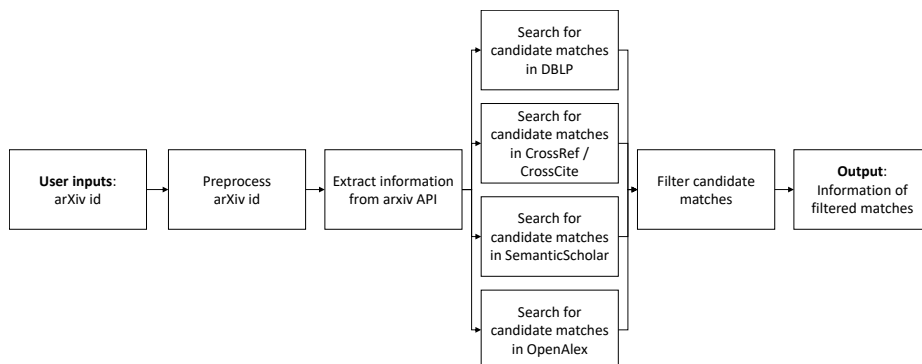 User inputs:
arXiv id
Preprocess
arXiv id
Extract information
from arxiv API
Search for
candidate matches
in DBLP
Search for
candidate matches
in CrossRef /
CrossCite
Search for
candidate matches
in SemanticScholar
Search for
candidate matches
in OpenAlex
Filter candidate
matches
Output:
Information of
filtered matches